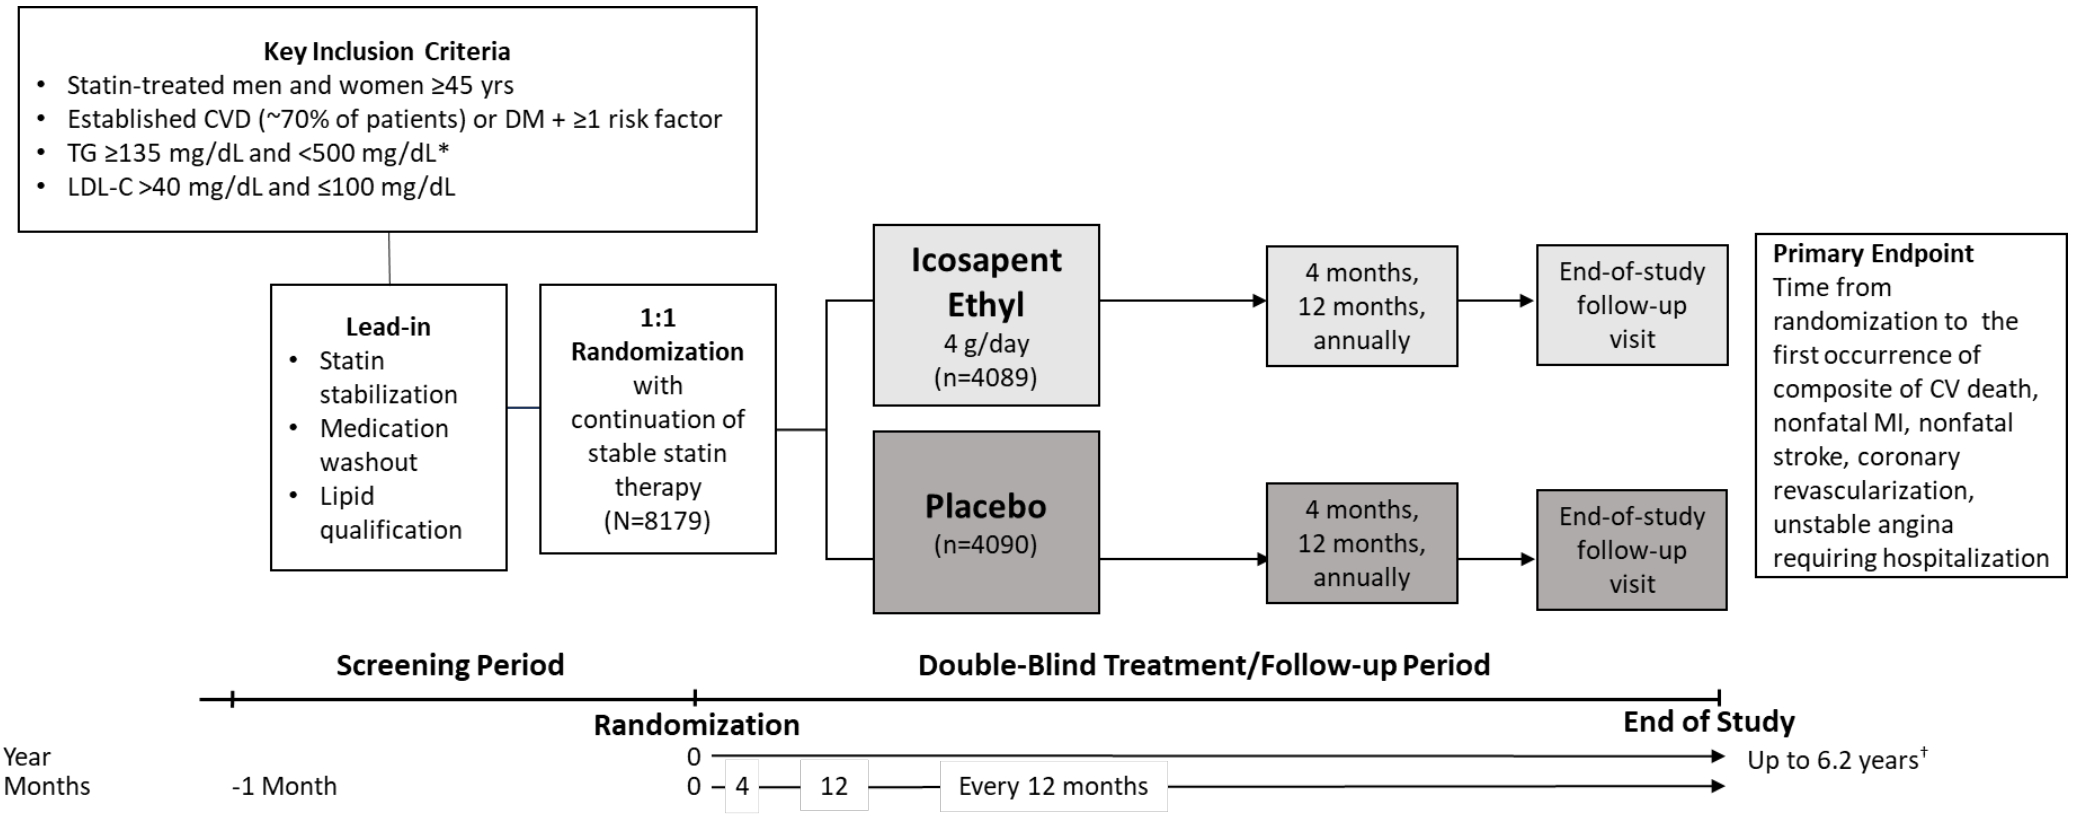 Key Inclusion Criteria
• Statin-treated men and women ≥45 yrs
• Established CVD (~70% of patients) or DM + ≥1 risk factor
• TG ≥135 mg/dL and <500 mg/dL*
• LDL-C >40 mg/dL and ≤100 mg/dL
Lead-in
• Statin
stabilization
• Medication
washout
• Lipid
qualification
1:1
Randomization
with
continuation of
stable statin
therapy
(N=8179)
Icosapent
Ethyl
4 g/day
(n=4089)
4 months,
12 months,
annually
End-of-study
follow-up
visit
Placebo
(n=4090)
4 months,
12 months,
annually
End-of-study
follow-up
visit
Primary Endpoint
Time from
randomization to the
first occurrence of
composite of CV death,
nonfatal MI, nonfatal
stroke, coronary
revascularization,
unstable angina
requiring hospitalization
Screening Period
Double-Blind Treatment/Follow-up Period
Randomization
End of Study
Year 0 Up to 6.2 years†
Months -1 Month 0 4 12 Every 12 months